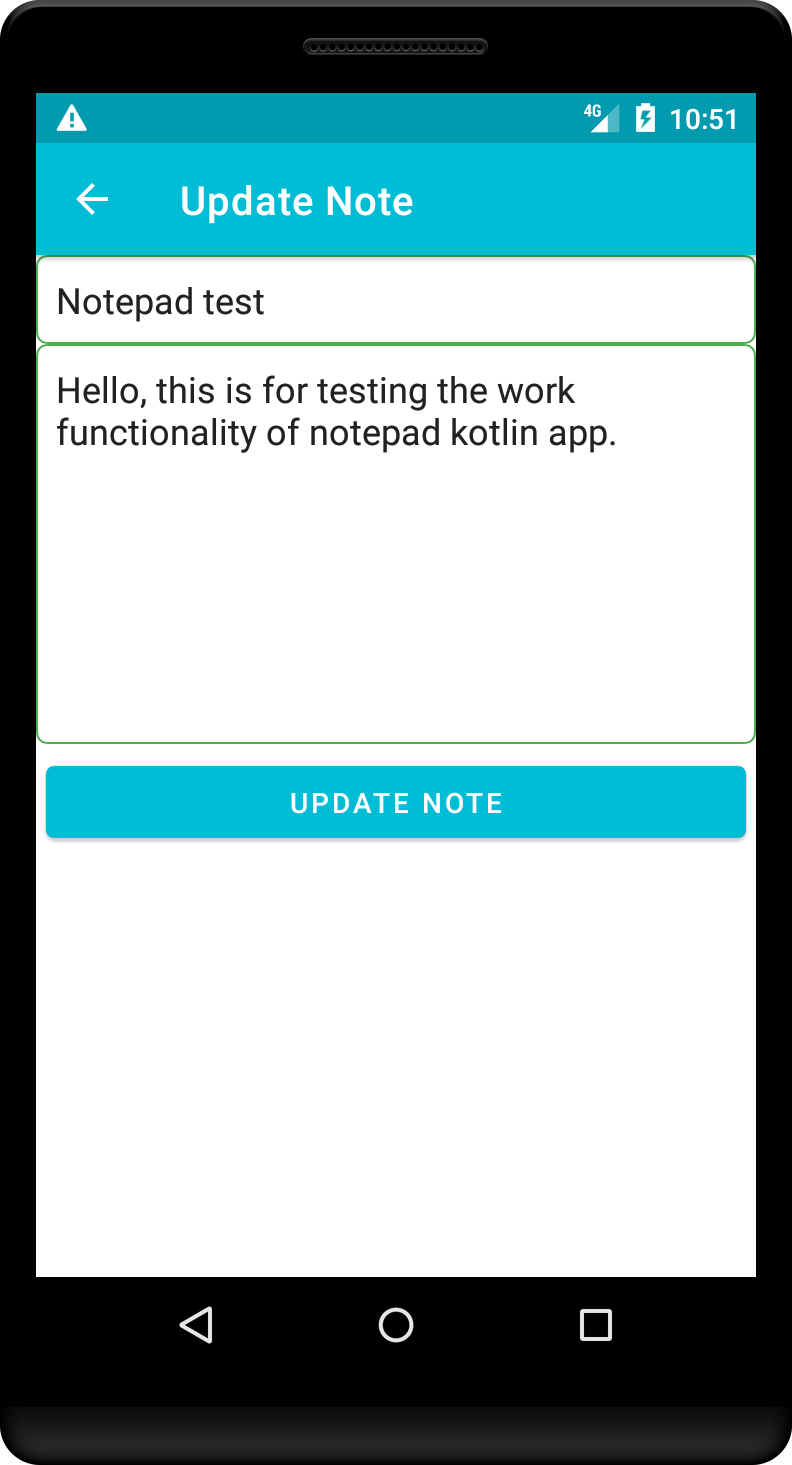 4G 10:51
Update Note
Notepad test
Hello, this is for testing the work
functionality of notepad kotlin app.
UPDATE NOTE